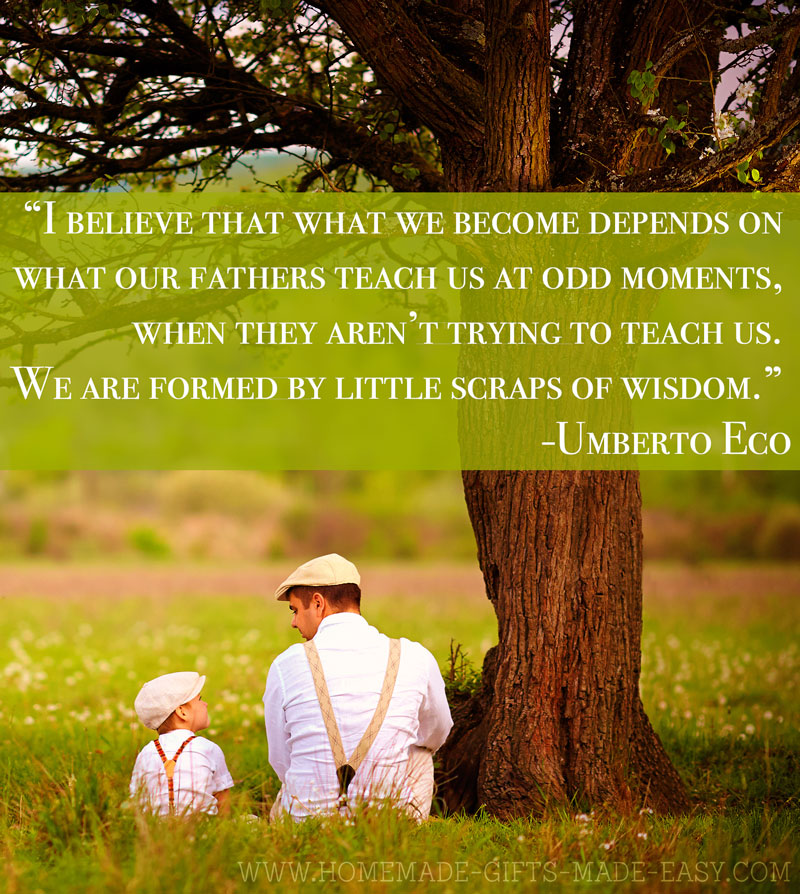 “I believe that what we become depends on
what our fathers teach us at odd moments,
when they aren’t trying to teach us.
We are formed by little scraps of wisdom.”
-Umberto Eco
www.homemade-gifts-made-easy.com